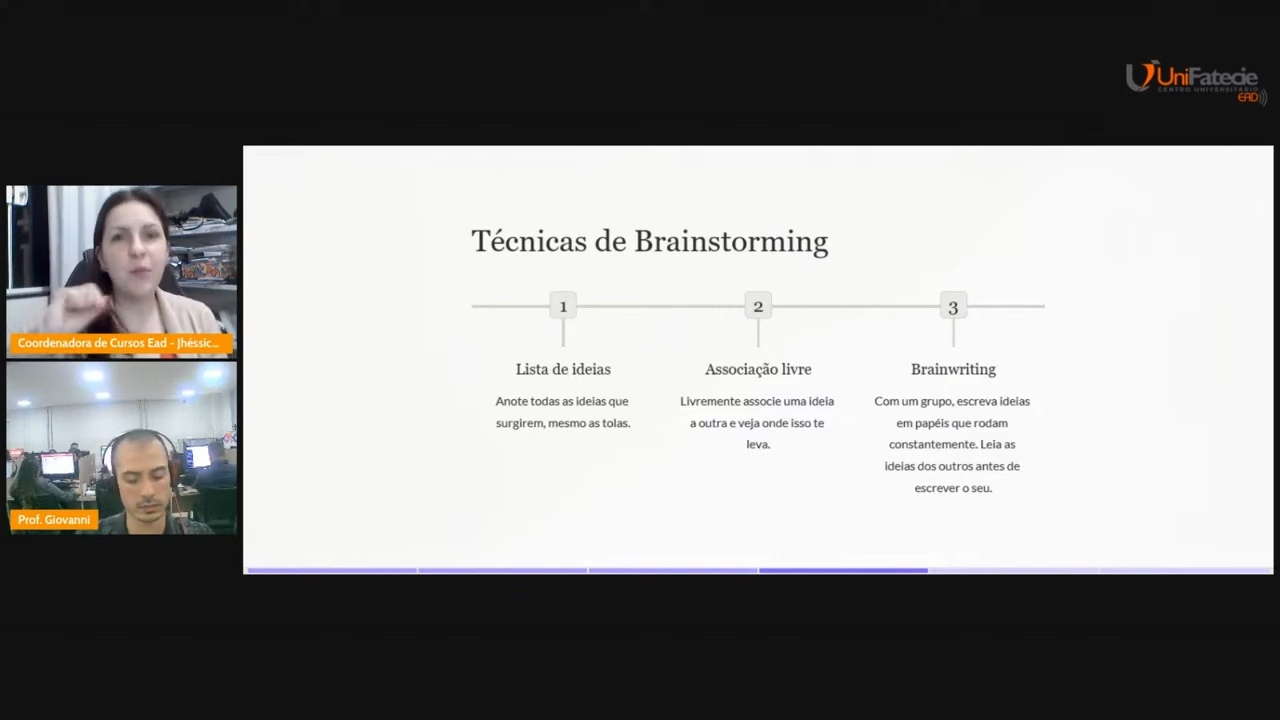 UniFatecie
CENTRO UNIVERSITÁRIO
EAD
Técnicas de Brainstorming
1
2
3
Lista de ideias
Anote todas as ideias que
surgirem, mesmo as tolas.
Associação livre
Livremente associe uma ideia
a outra e veja onde isso te
leva.
Brainwriting
Com um grupo, escreva ideias
em papéis que rodam
constantemente. Leia as
ideias dos outros antes de
escrever o seu.
Coordenadora de Cursos Ead - Jhéssic...
Prof. Giovanni